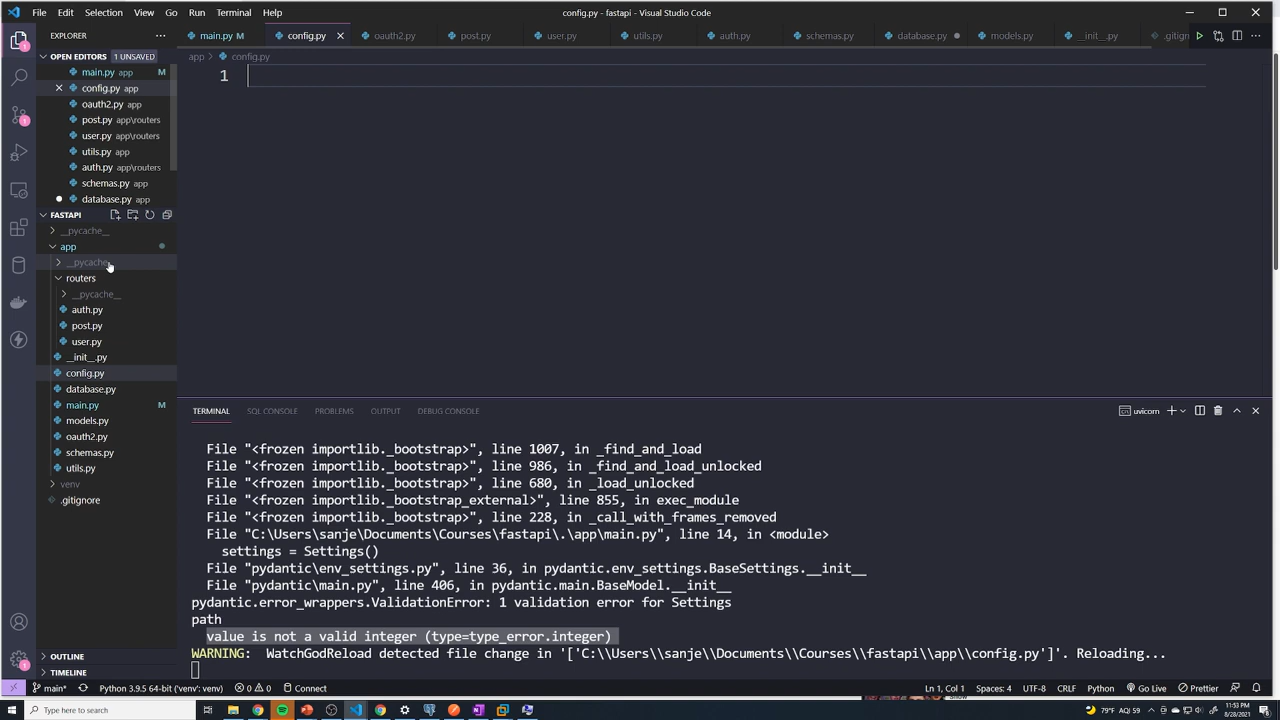 File Edit Selection View Go Run Terminal Help
config.py - fastapi - Visual Studio Code
EXPLORER
main.py M config.py oauth2.py post.py user.py utils.py auth.py schemas.py database.py models.py __init__.py .gitign
OPEN EDITORS 1 UNSAVED
app config.py
main.py app M
config.py app
oauth2.py app
post.py app\routers
user.py app\routers
utils.py app
auth.py app\routers
schemas.py app
database.py app
1
FASTAPI
__pycache__
app
__pycache__
routers
__pycache__
auth.py
post.py
user.py
__init__.py
config.py
database.py
main.py M
models.py
oauth2.py
schemas.py
utils.py
venv
.gitignore
OUTLINE
TIMELINE
TERMINAL SQL CONSOLE PROBLEMS OUTPUT DEBUG CONSOLE
uvicorn
File "<frozen importlib._bootstrap>", line 1007, in _find_and_load
File "<frozen importlib._bootstrap>", line 986, in _find_and_load_unlocked
File "<frozen importlib._bootstrap>", line 680, in _load_unlocked
File "<frozen importlib._bootstrap_external>", line 855, in exec_module
File "<frozen importlib._bootstrap>", line 228, in _call_with_frames_removed
File "C:\Users\sanje\Documents\Courses\fastapi\.\app\main.py", line 14, in <module>
settings = Settings()
File "pydantic\env_settings.py", line 36, in pydantic.env_settings.BaseSettings.__init__
File "pydantic\main.py", line 406, in pydantic.main.BaseModel.__init__
pydantic.error_wrappers.ValidationError: 1 validation error for Settings
path
value is not a valid integer (type=type_error.integer)
WARNING: WatchGodReload detected file change in '['C:\\Users\\sanje\\Documents\\Courses\\fastapi\\app\\config.py']'. Reloading...
main* Python 3.9.5 64-bit ('venv': venv) 0 0 Connect
Ln 1, Col 1 Spaces: 4 UTF-8 CRLF Python Go Live Prettier
Type here to search
79°F AQI 59
11:53 PM
8/28/2021